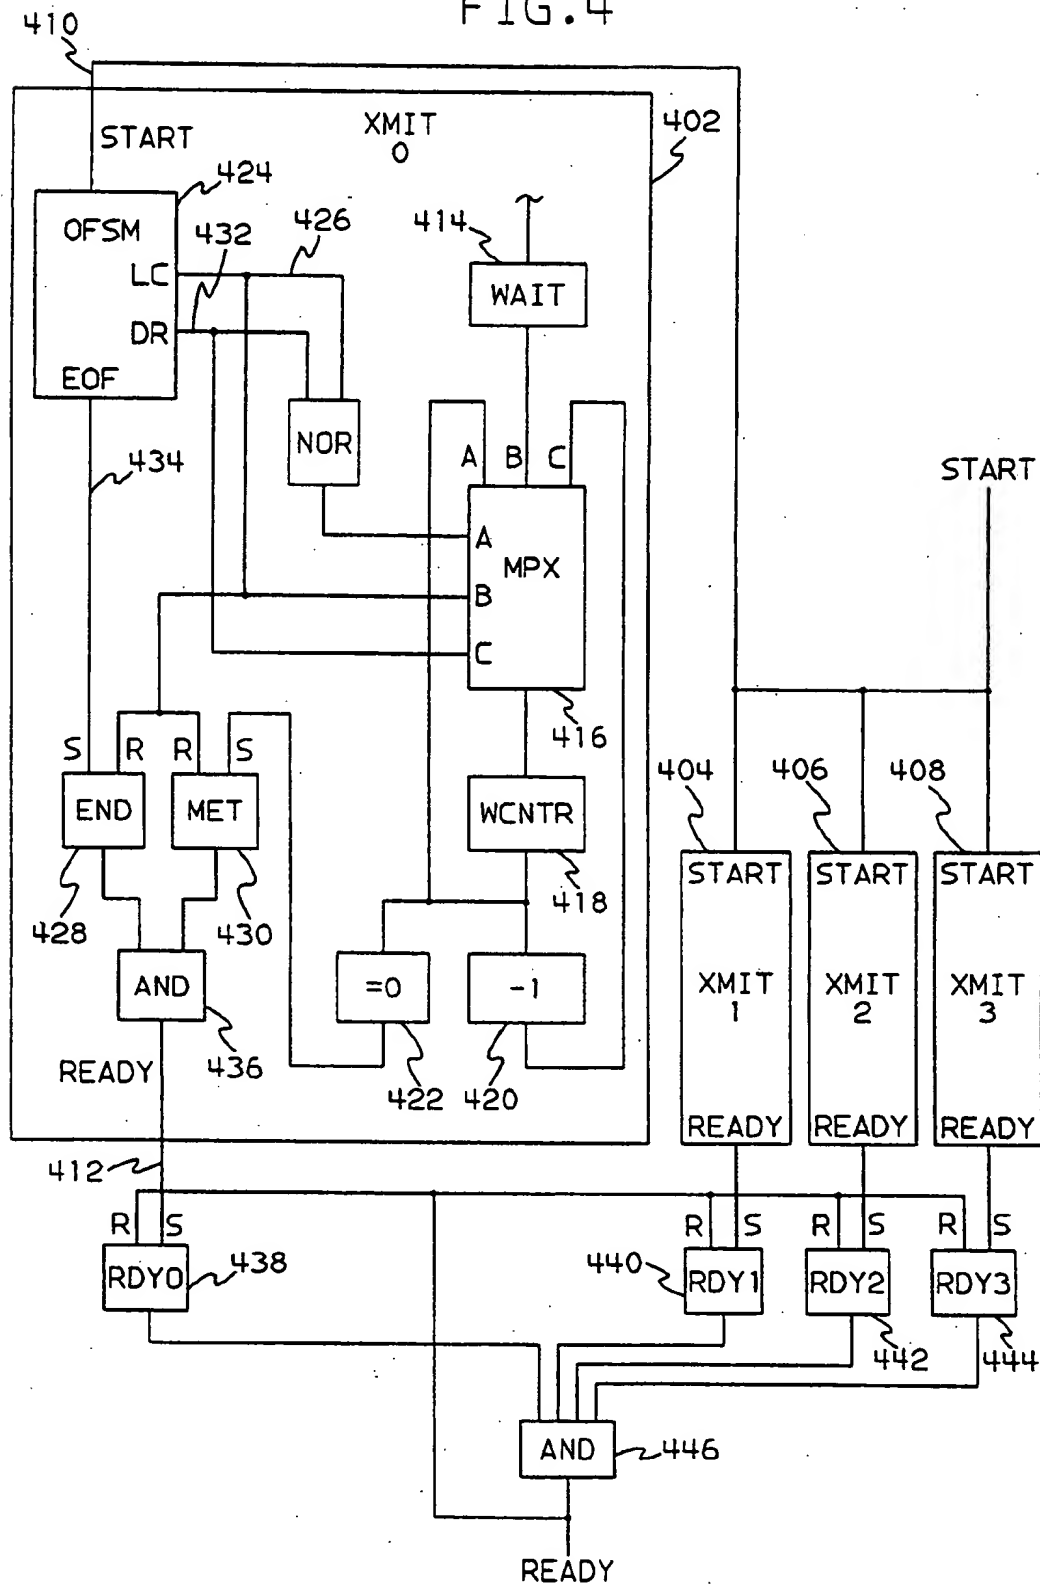 FIG.4
410
START
XMIT
0
402
424
OFSM
432
426
414
LC
WAIT
DR
EOF
NOR
434
A B C
START
A
MPX
B
C
416
S R R S
404
406
408
END
MET
WCNTR
START
START
START
428
430
418
AND
=0
-1
XMIT
1
XMIT
2
XMIT
3
436
READY
422
420
READY
READY
READY
412
R S
R S
R S
R S
RDY0
438
440
RDY1
RDY2
RDY3
442
444
AND
446
READY